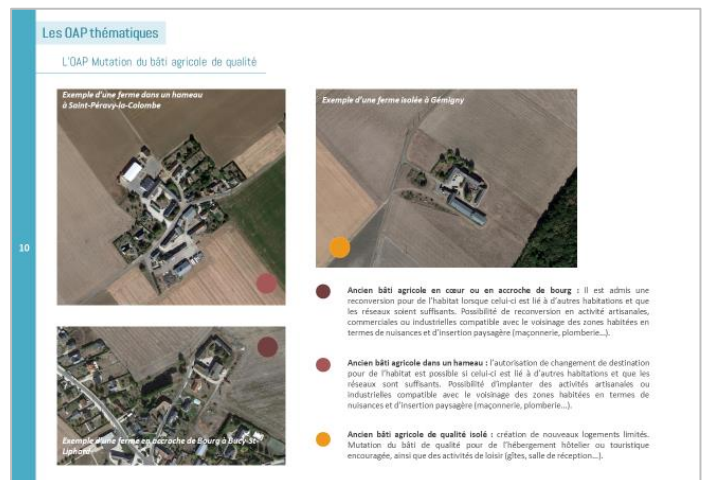 Les OAP thématiques
L'OAP Mutation du bâti agricole de qualité
Exemple d'une ferme dans un hameau
à Saint-Péravy-la-Colombe
Exemple d'une ferme isolée à Gémigny
10
Ancien bâti agricole en cœur ou en accroche de bourg : Il est admis une
reconversion pour de l'habitat lorsque celui-ci est lié à d'autres habitations et que
les réseaux soient suffisants. Possibilité de reconversion en activité artisanales,
commerciales ou industrielles compatible avec le voisinage des zones habitées en
termes de nuisances et d'insertion paysagère (maçonnerie, plomberie...).
Ancien bâti agricole dans un hameau : l'autorisation de changement de destination
pour de l'habitat est possible si celui-ci est lié à d'autres habitations et que les
réseaux sont suffisants. Possibilité d'implanter des activités artisanales ou
industrielles compatible avec le voisinage des zones habitées en termes de
nuisances et d'insertion paysagère (maçonnerie, plomberie...).
Exemple d'une ferme en accroche de Bourg à Bucy-St-
Liphard
Ancien bâti agricole de qualité isolé : création de nouveaux logements limités.
Mutation du bâti de qualité pour de l'hébergement hôtelier ou touristique
encouragée, ainsi que des activités de loisir (gîtes, salle de réception...).